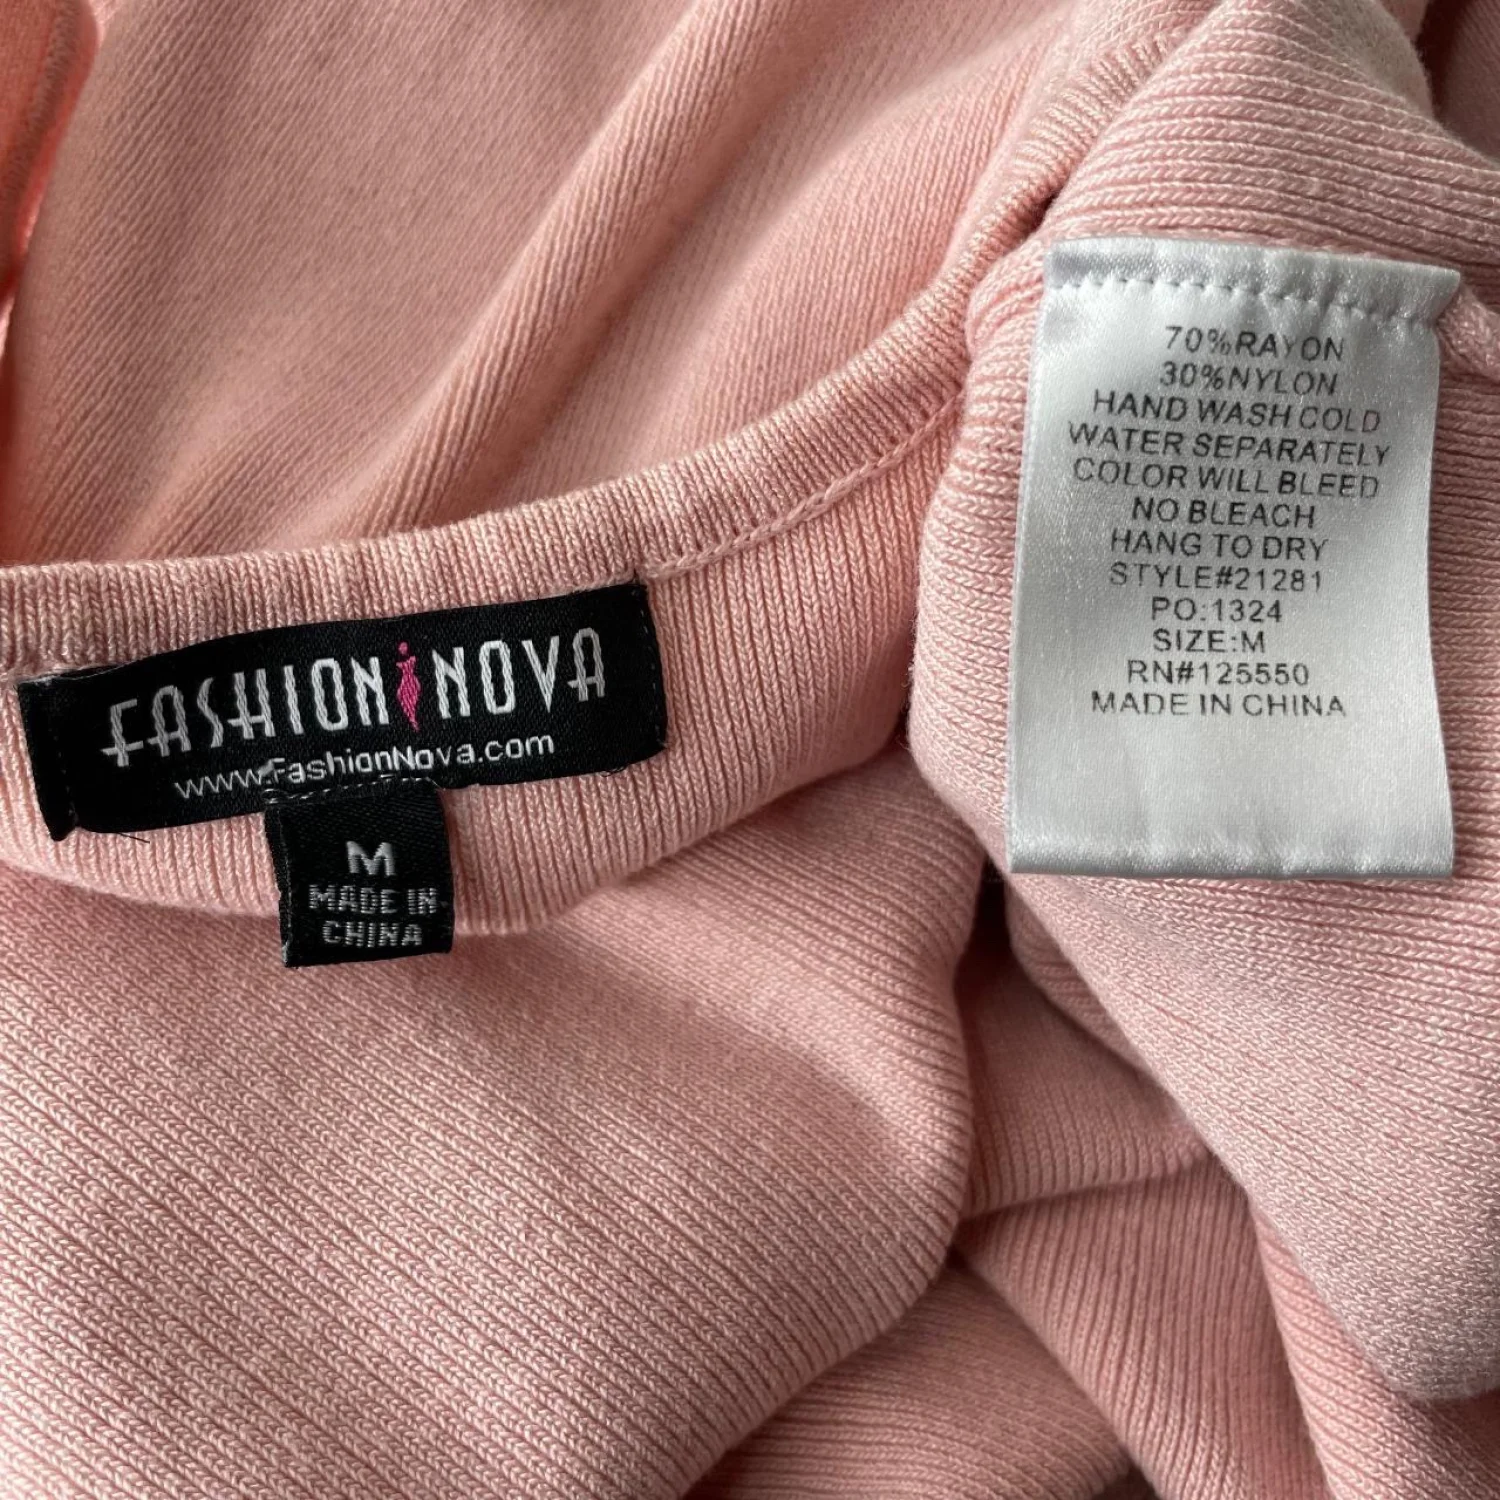 FASHION NOVA
www.FashionNova.com
M
MADE IN
CHINA
70%RAYON
30%NYLON
HAND WASH COLD
WATER SEPARATELY
COLOR WILL BLEED
NO BLEACH
HANG TO DRY
STYLE#21281
PO:1324
SIZE:M
RN#125550
MADE IN CHINA